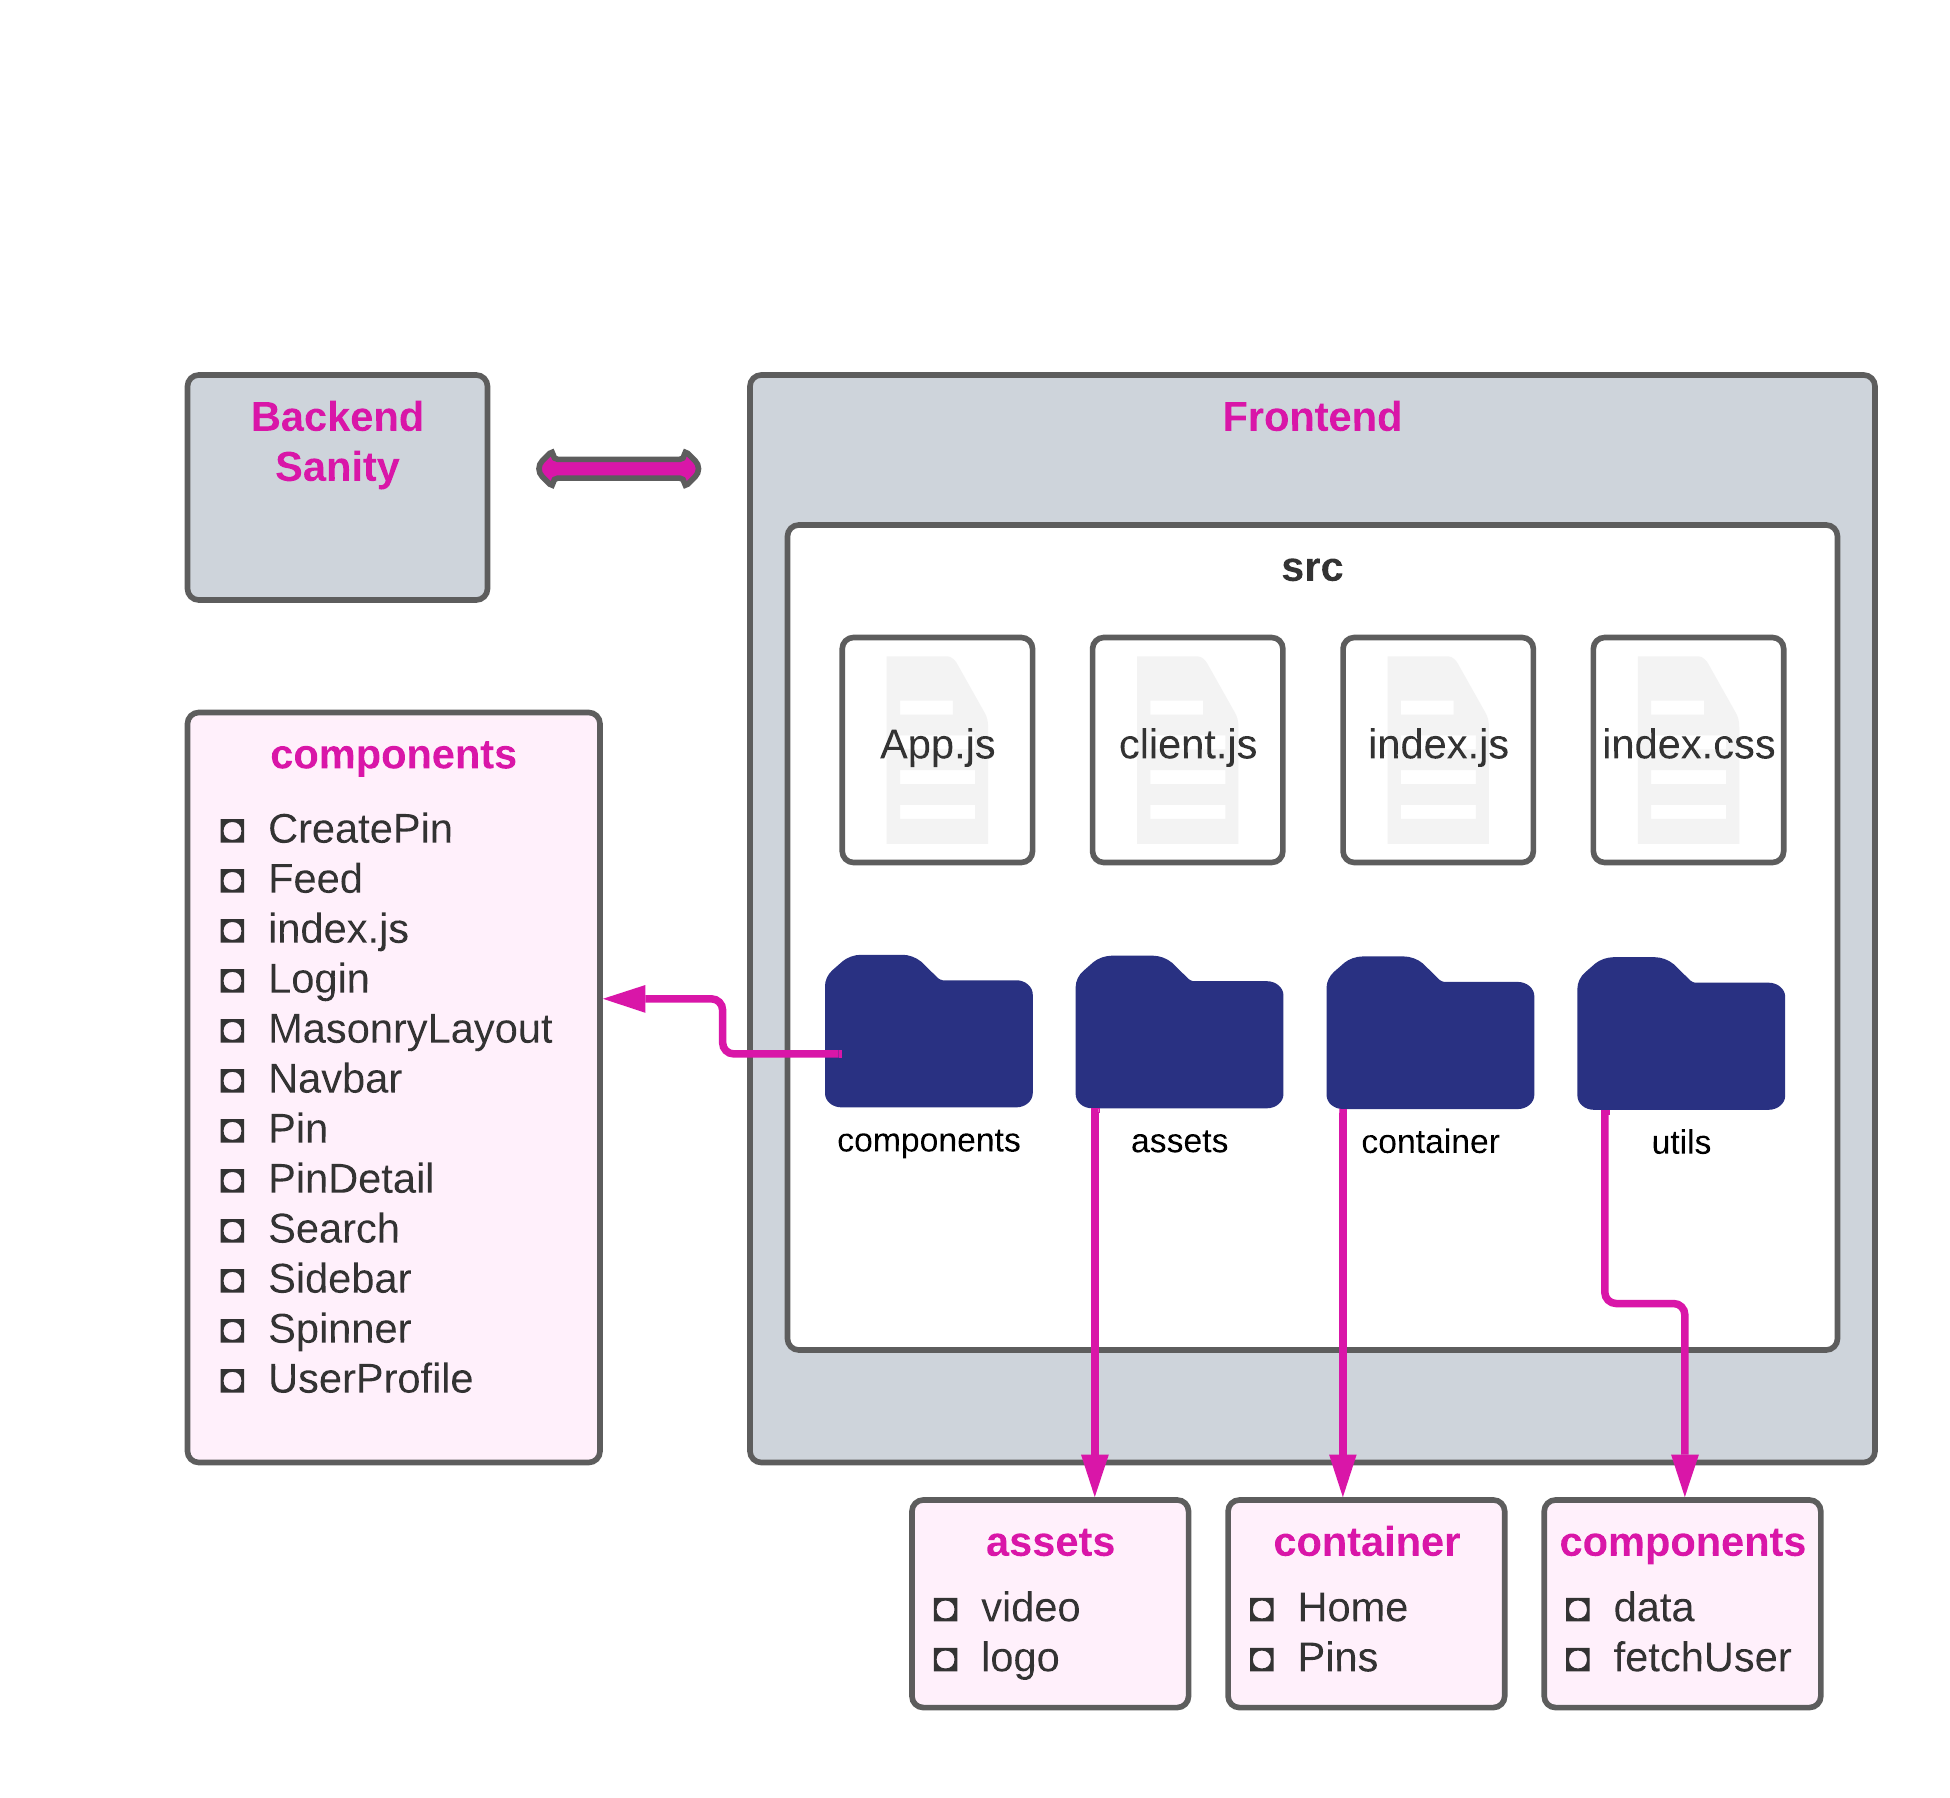 Backend
Sanity
Frontend
src
App.js
client.js
index.js
index.css
components
CreatePin
Feed
index.js
Login
MasonryLayout
Navbar
Pin
PinDetail
Search
Sidebar
Spinner
UserProfile
components
assets
container
utils
assets
video
logo
container
Home
Pins
components
data
fetchUser